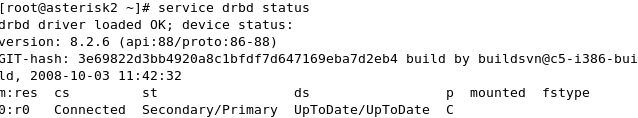 [root@asterisk2 ~]# service drbd status
drbd driver loaded OK; device status:
version: 8.2.6 (api:88/proto:86-88)
GIT-hash: 3e69822d3bb4920a8c1bfdf7d647169eba7d2eb4 build by buildsvn@c5-i386-bui
ld, 2008-10-03 11:42:32
m:res  cs         st                 ds                 p  mounted  fstype
0:r0   Connected  Secondary/Primary  UpToDate/UpToDate  C